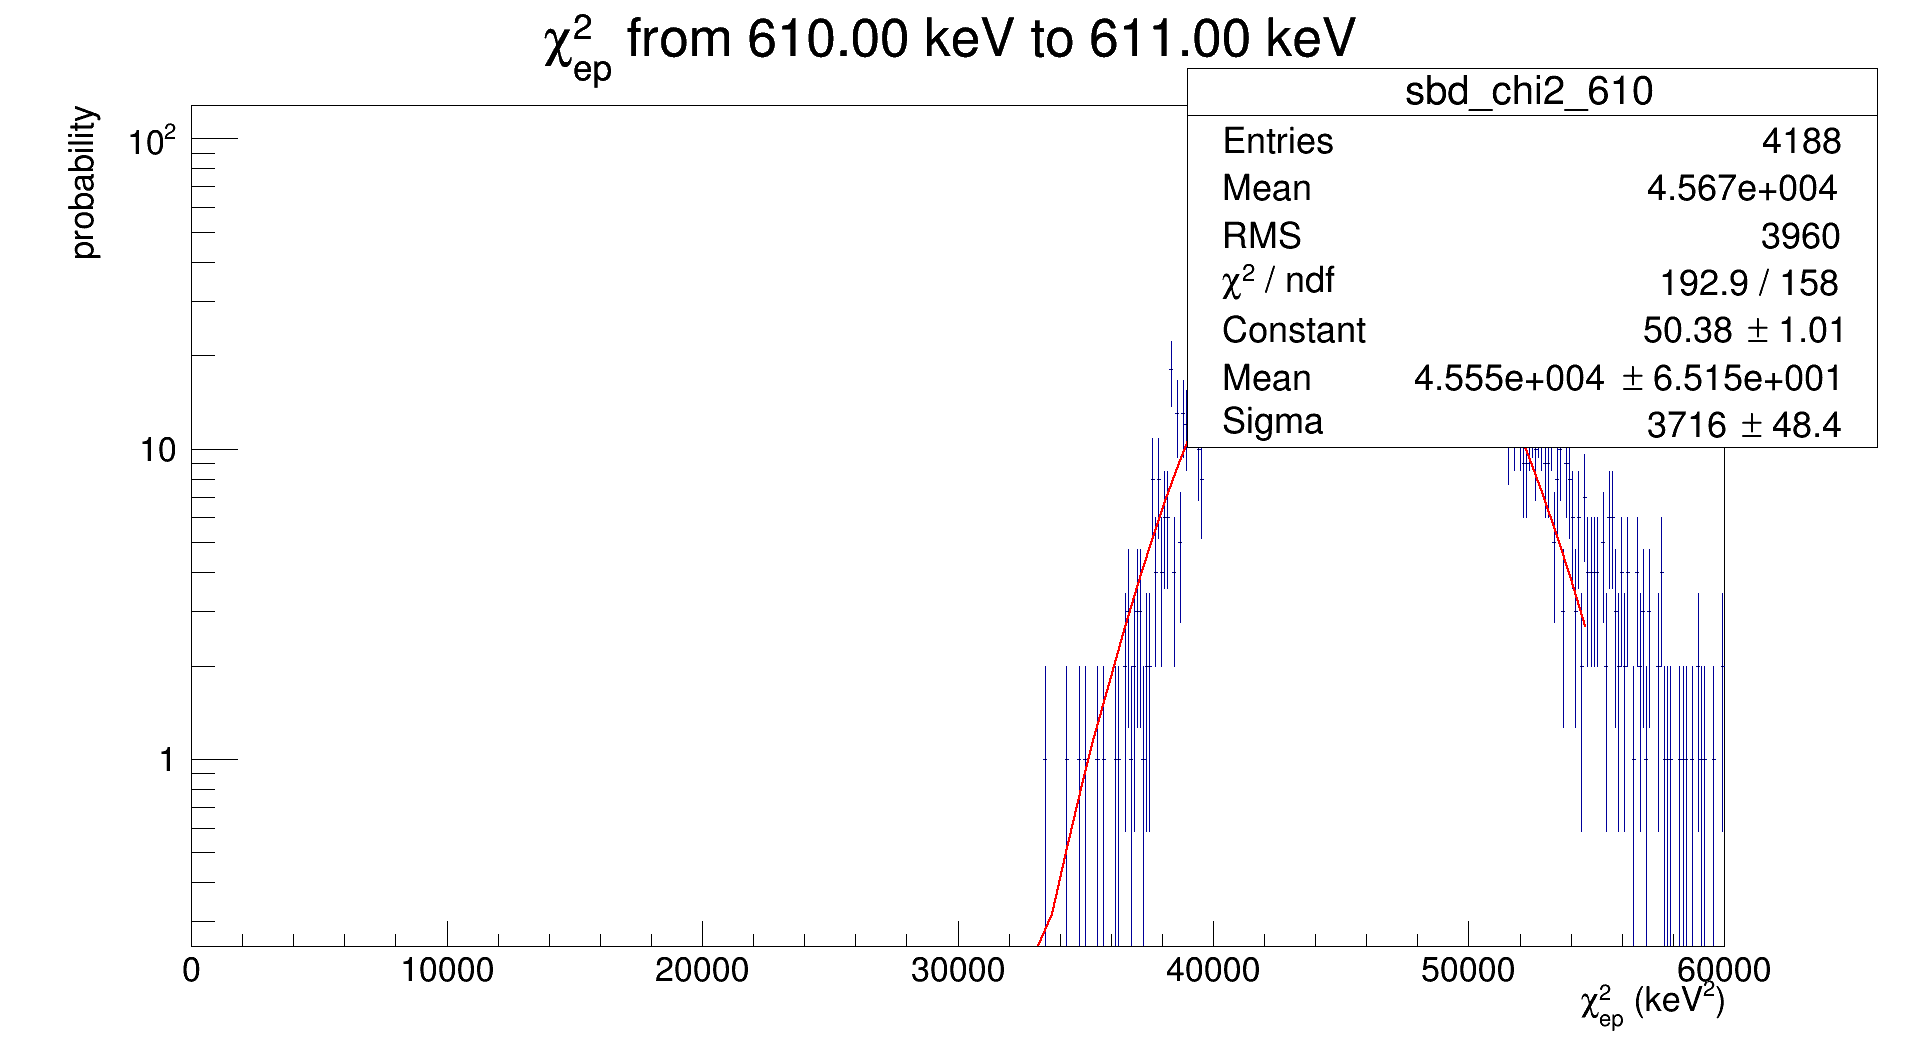 χ²ep from 610.00 keV to 611.00 keV
probability
sbd_chi2_610
Entries 4188
Mean 4.567e+004
RMS 3960
χ² / ndf 192.9 / 158
Constant 50.38 ± 1.01
Mean 4.555e+004 ± 6.515e+001
Sigma 3716 ± 48.4
10²
10
1
0 10000 20000 30000 40000 50000 60000
χ²ep (keV²)